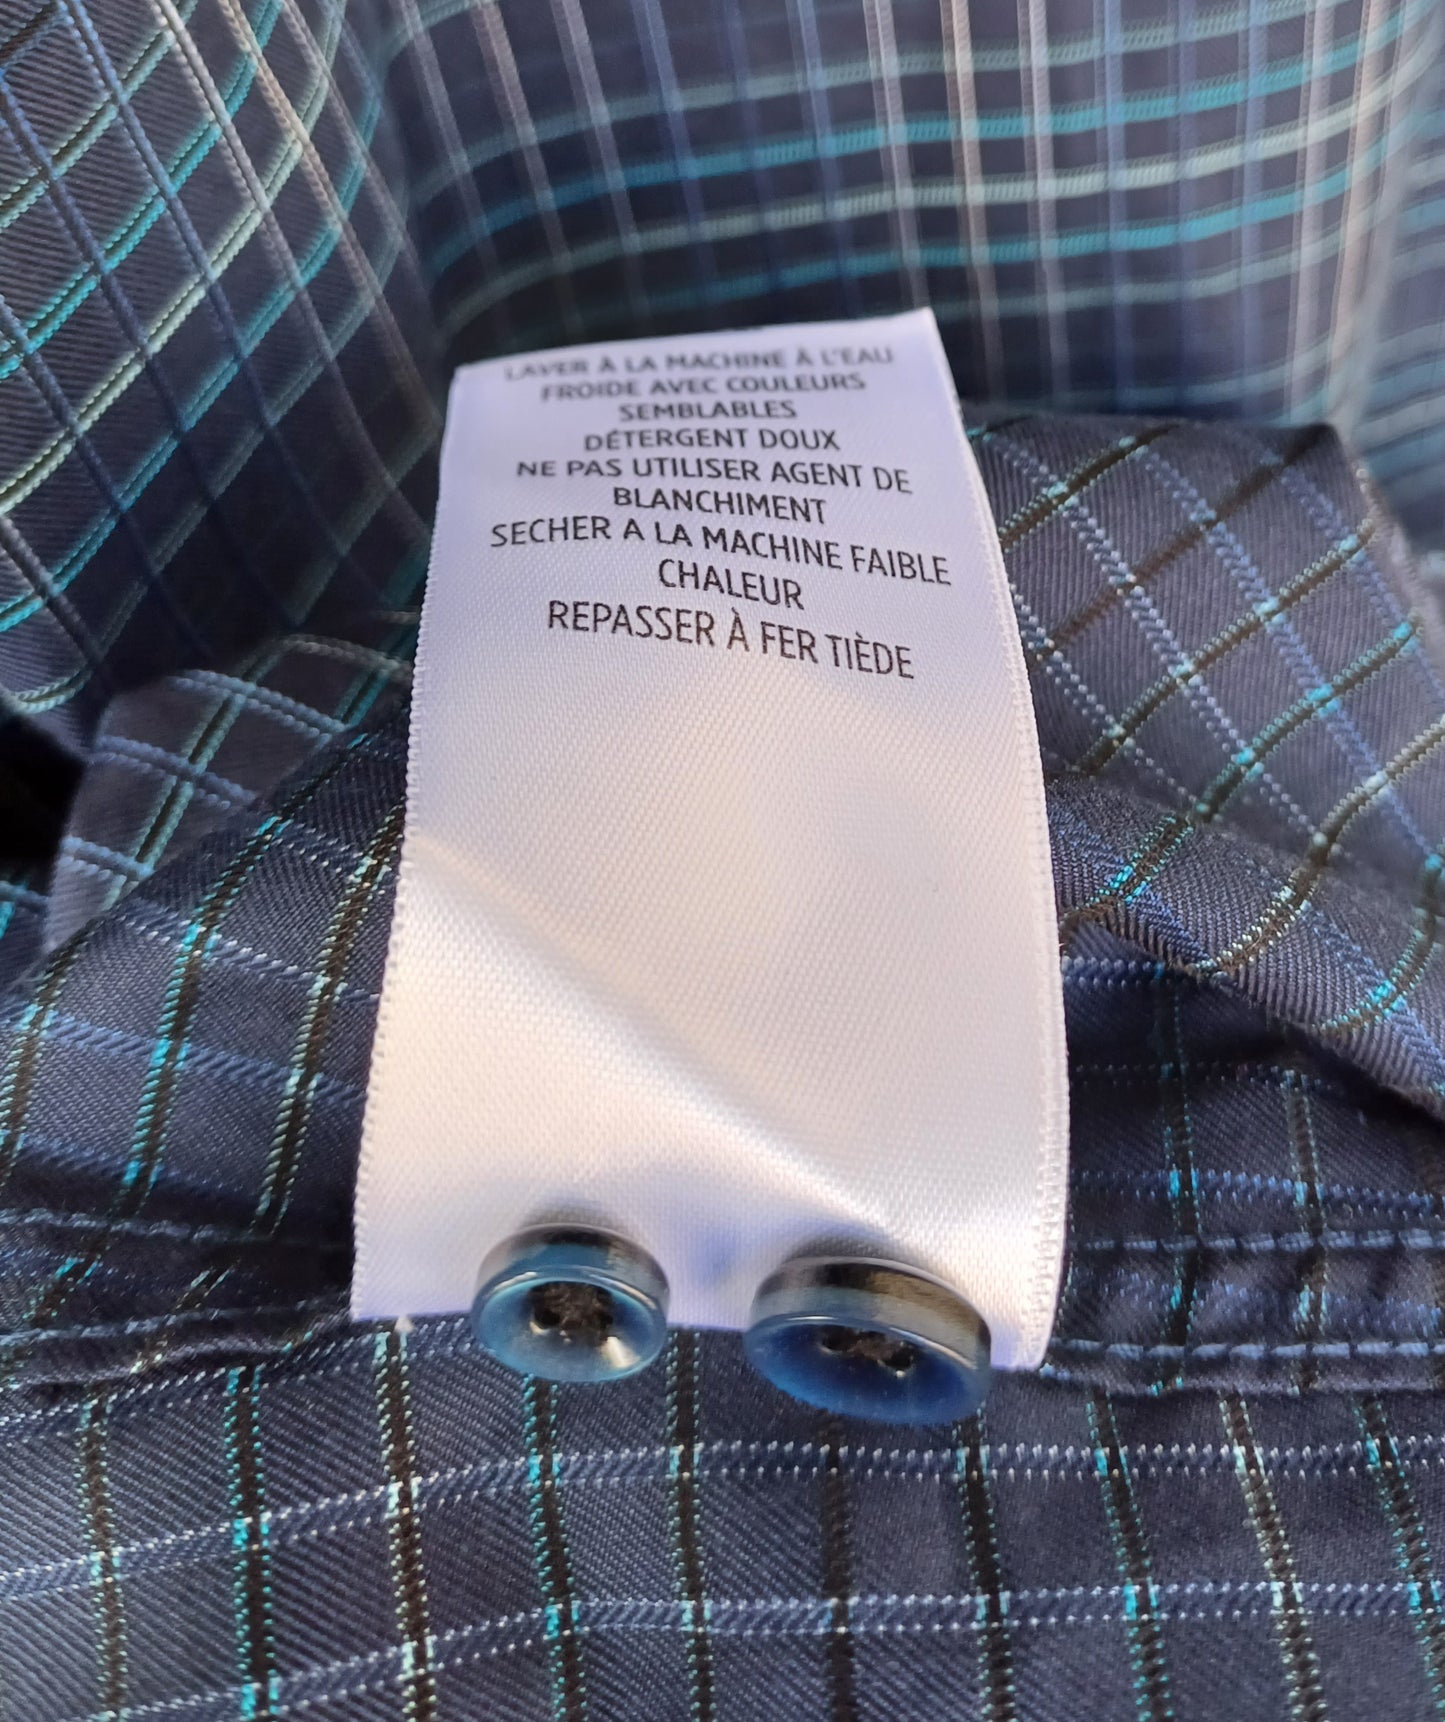 LAVER À LA MACHINE À L'EAU
FROIDE AVEC COULEURS
SEMBLABLES
DÉTERGENT DOUX
NE PAS UTILISER AGENT DE
BLANCHIMENT
SECHER A LA MACHINE FAIBLE
CHALEUR
REPASSER À FER TIÈDE